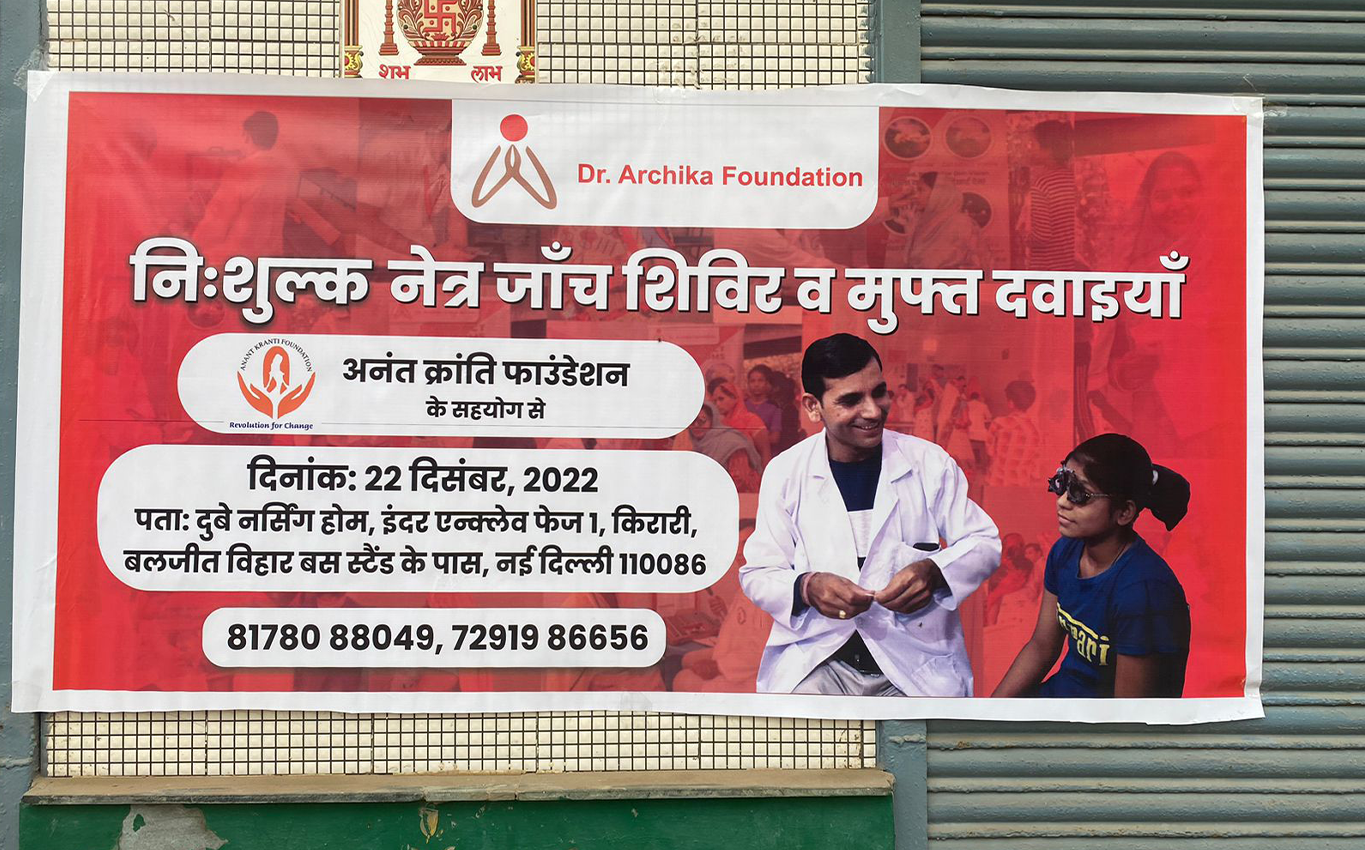 शुभ लाभ
Dr. Archika Foundation
निःशुल्क नेत्र जाँच शिविर व मुफ्त दवाइयाँ
ANANT KRANTI FOUNDATION
Revolution for Change
अनंत क्रांति फाउंडेशन
के सहयोग से
दिनांक: 22 दिसंबर, 2022
पता: दुबे नर्सिंग होम, इंदर एन्क्लेव फेज 1, किरारी,
बलजीत विहार बस स्टैंड के पास, नई दिल्ली 110086
81780 88049, 72919 86656